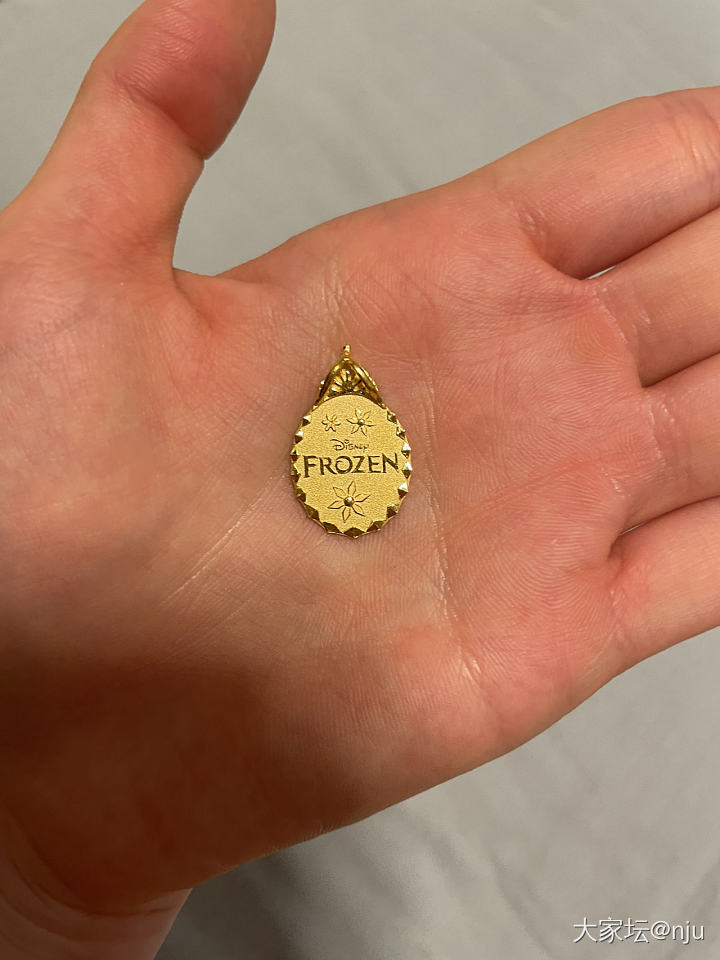 Disney
FROZEN
大家坛@nju